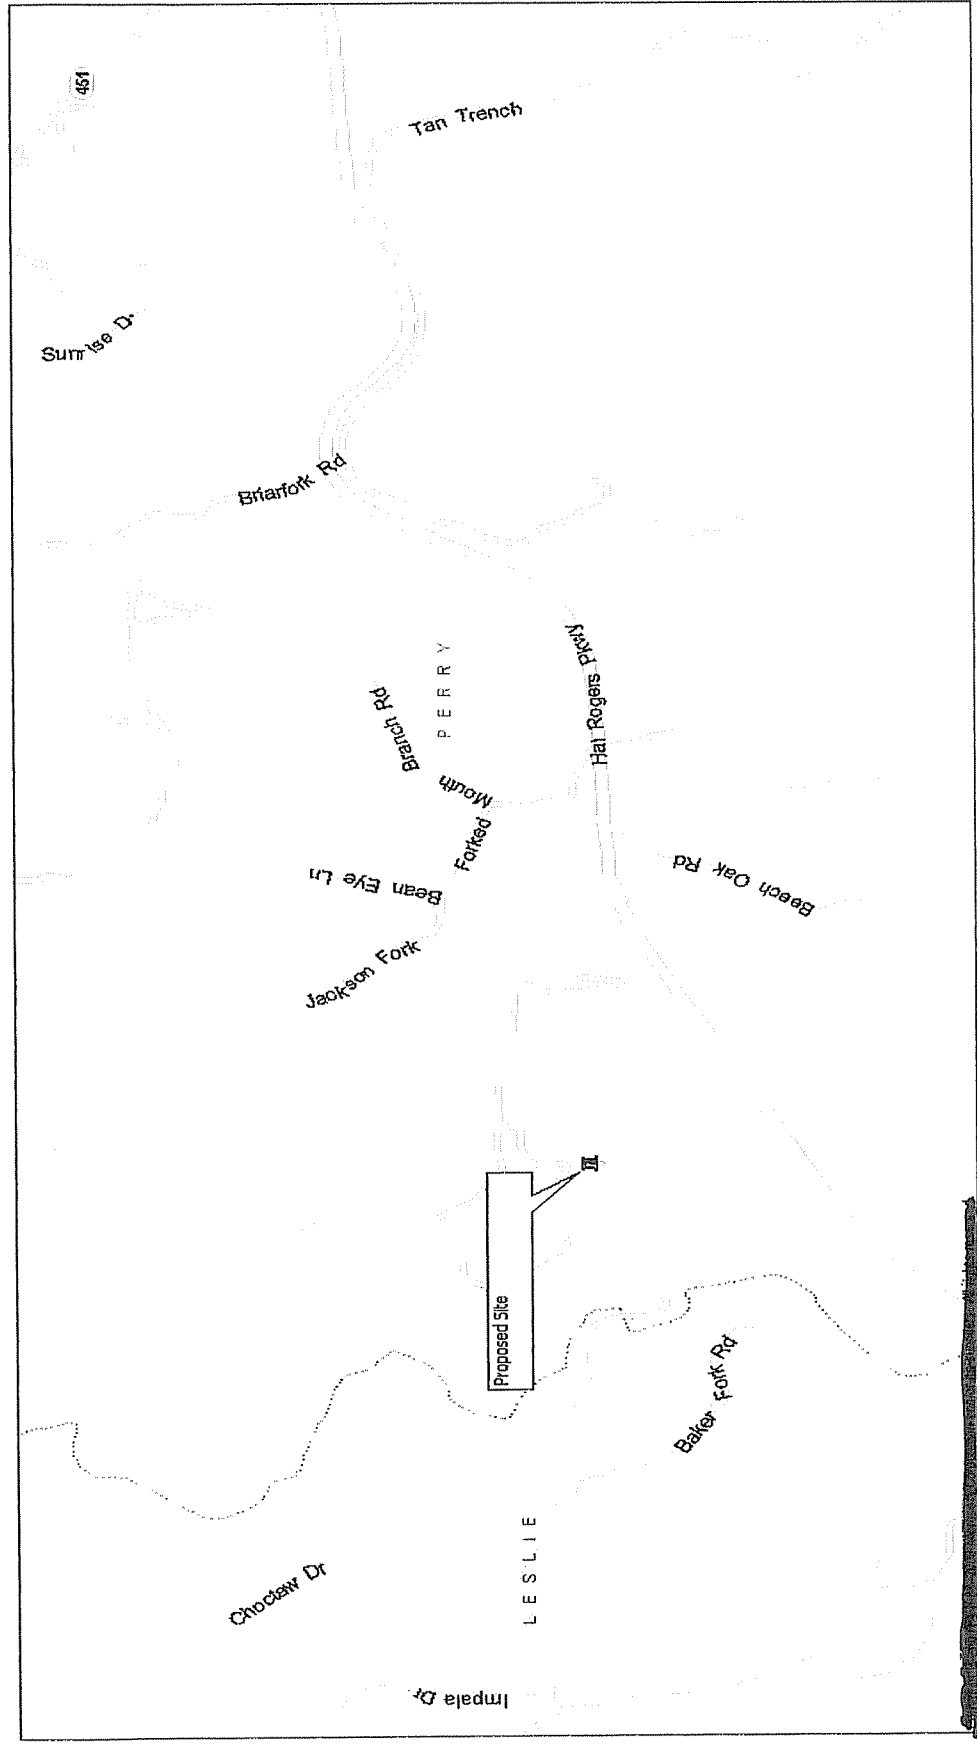 451
Tan Trench
Sunrise D
Briarfork Rd
PERRY
Branch Rd
Hal Rogers Pkwy
Forked Mouth
Bean Eye Ln
Beech Oak Rd
Jackson Fork
Proposed Site
Baker Fork Rd
LESLIE
Choctaw Dr
Impala Dr